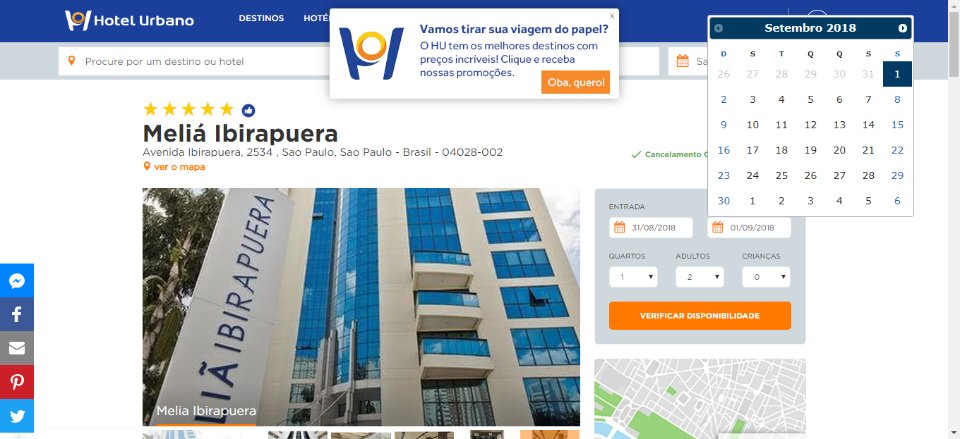 Hotel Urbano
DESTINOS
HOTÉ
Vamos tirar sua viagem do papel?
x
O HU tem os melhores destinos com
preços incríveis! Clique e receba
nossas promoções.
Oba, quero!
Procure por um destino ou hotel
Sa
Setembro 2018
D S T Q Q S S
26 27 28 29 30 31 1
2 3 4 5 6 7 8
9 10 11 12 13 14 15
16 17 18 19 20 21 22
23 24 25 26 27 28 29
30 1 2 3 4 5 6
Meliá Ibirapuera
Avenida Ibirapuera, 2534 , Sao Paulo, Sao Paulo - Brasil - 04028-002
ver o mapa
Cancelamento G
MELIÃ IBIRAPUERA
Melia Ibirapuera
ENTRADA
31/08/2018
01/09/2018
QUARTOS
ADULTOS
CRIANÇAS
1
2
0
VERIFICAR DISPONIBILIDADE